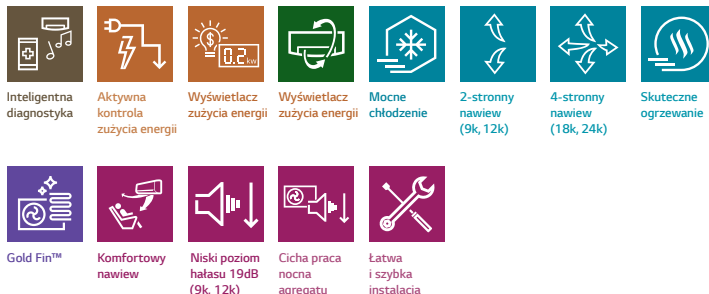 0.2 kw
Inteligentna
diagnostyka
Aktywna
kontrola
zużycia energii
Wyświetlacz
zużycia energii
Wyświetlacz
zużycia energii
Mocne
chłodzenie
2-stronny
nawiew
(9k, 12k)
4-stronny
nawiew
(18k, 24k)
Skuteczne
ogrzewanie
Gold Fin™
Komfortowy
nawiew
Niski poziom
hałasu 19dB
(9k, 12k)
Cicha praca
nocna
agregatu
Łatwa
i szybka
instalacja